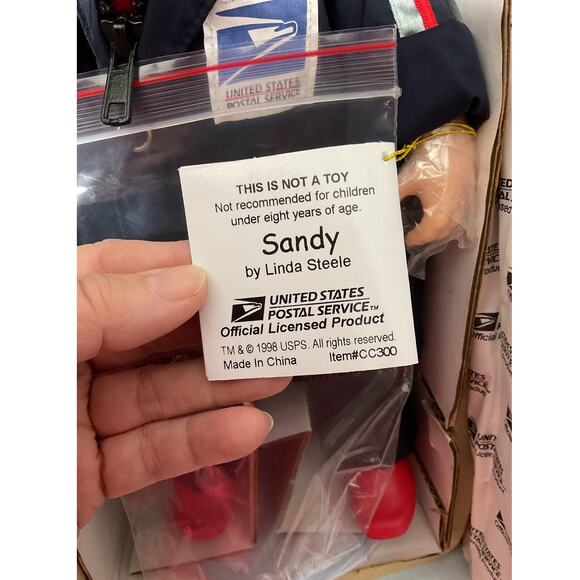 UNITED STATES
POSTAL SERVICE
THIS IS NOT A TOY
Not recommended for children
under eight years of age.
Sandy
by Linda Steele
UNITED STATES
POSTAL SERVICE™
Official Licensed Product
TM & © 1998 USPS. All rights reserved.
Made In China Item#CC300